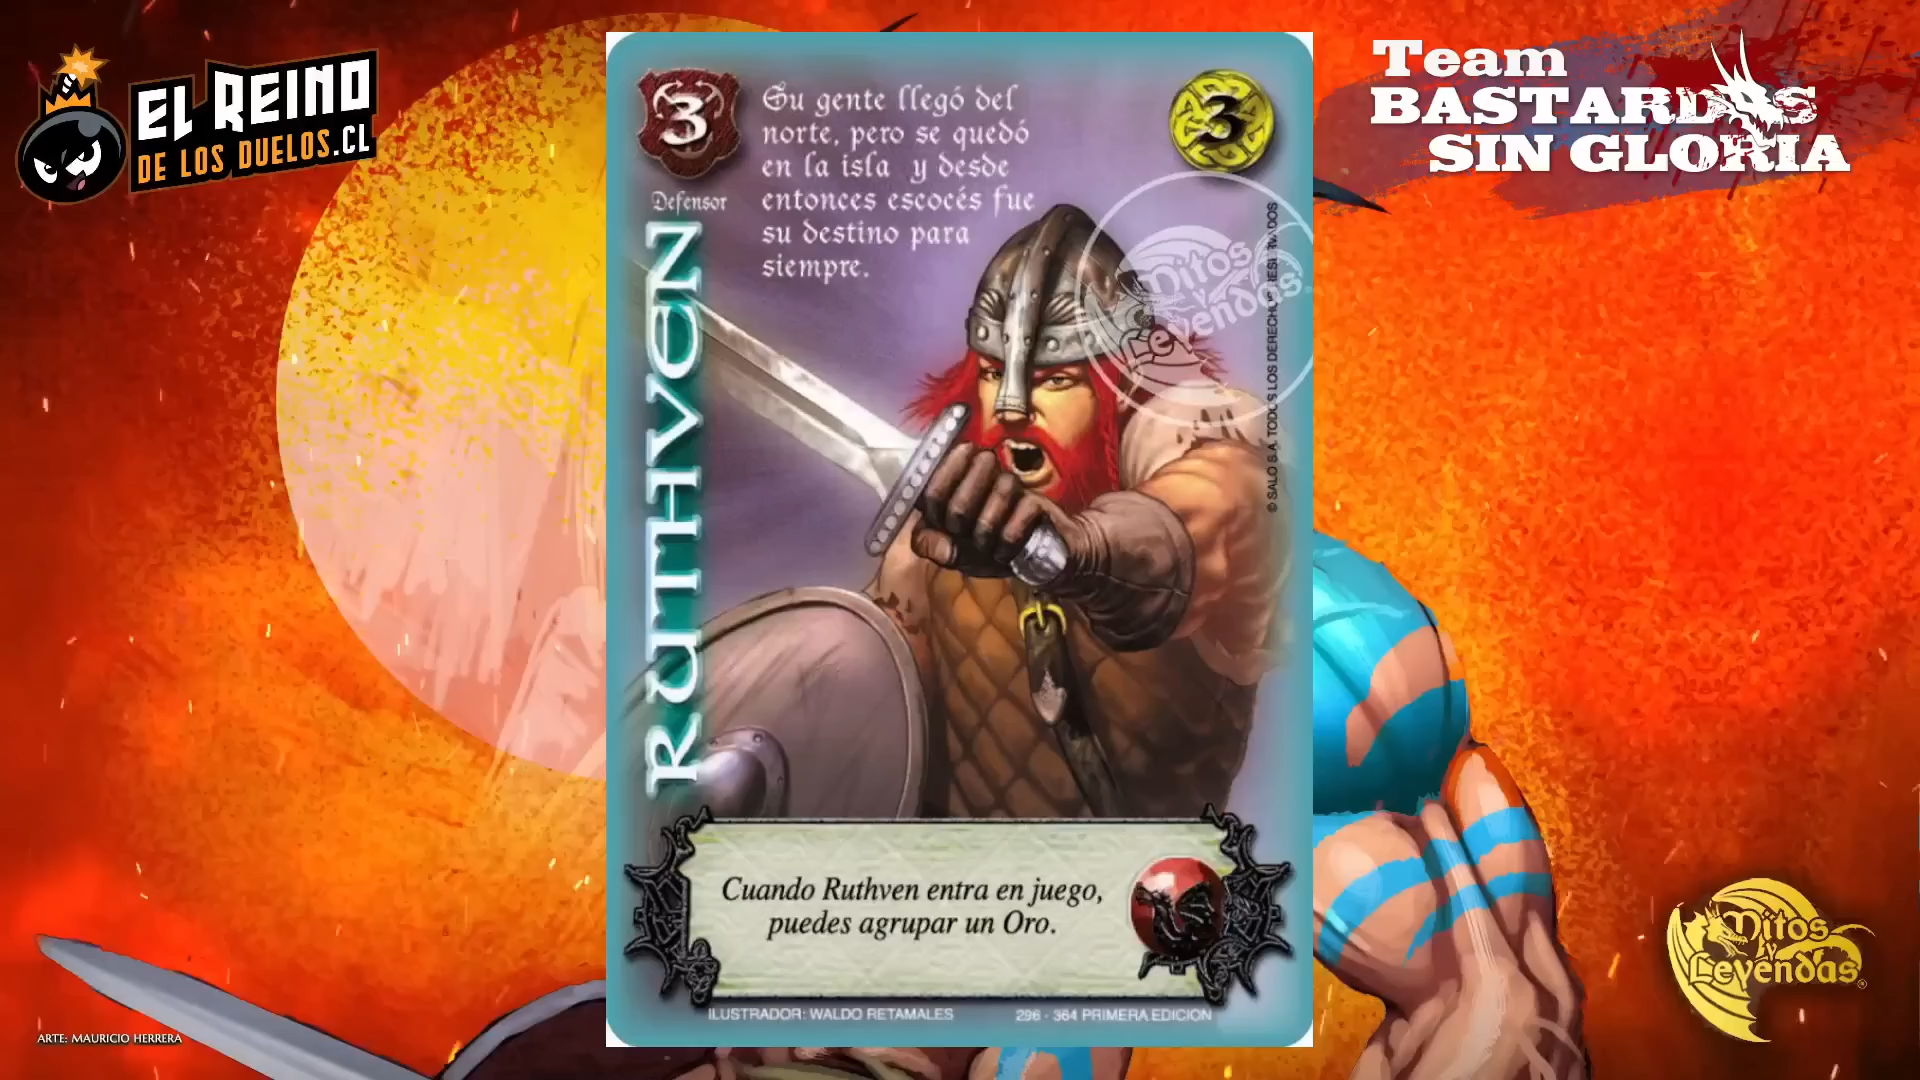 EL REINO
DE LOS DUELOS.CL
Team
BASTARDOS
SIN GLORIA
3
Su gente llegó del
norte, pero se quedó
en la isla y desde
entonces escocés fue
su destino para
siempre.
3
Defensor
RUTHVEN
Mitos
y
Leyendas
© SALO S.A. TODOS LOS DERECHOS RESERVADOS
Cuando Ruthven entra en juego,
puedes agrupar un Oro.
ILUSTRADOR: WALDO RETAMALES
296 - 364 PRIMERA EDICION
Mitos
y
Leyendas
ARTE: MAURICIO HERRERA